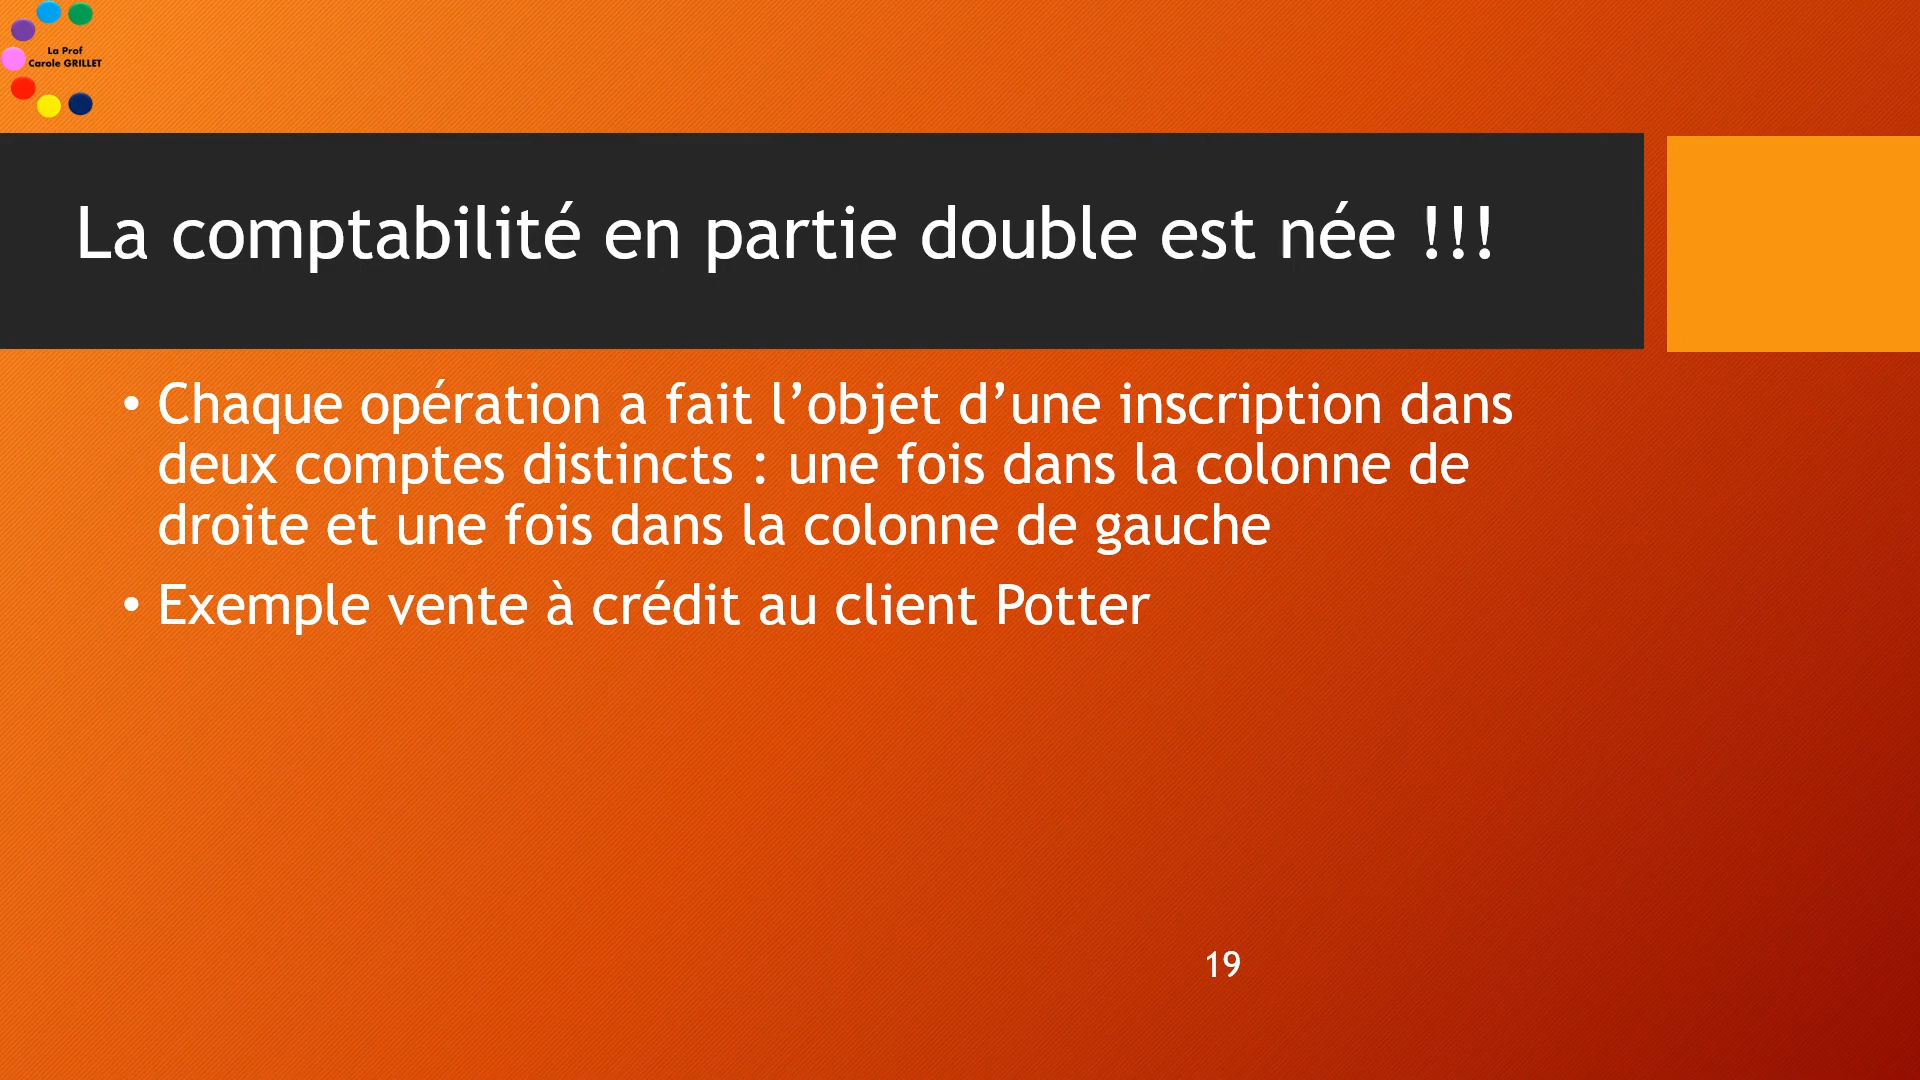 La Prof
Carole GRILLET
La comptabilité en partie double est née !!!
• Chaque opération a fait l’objet d’une inscription dans
deux comptes distincts : une fois dans la colonne de
droite et une fois dans la colonne de gauche
• Exemple vente à crédit au client Potter
19